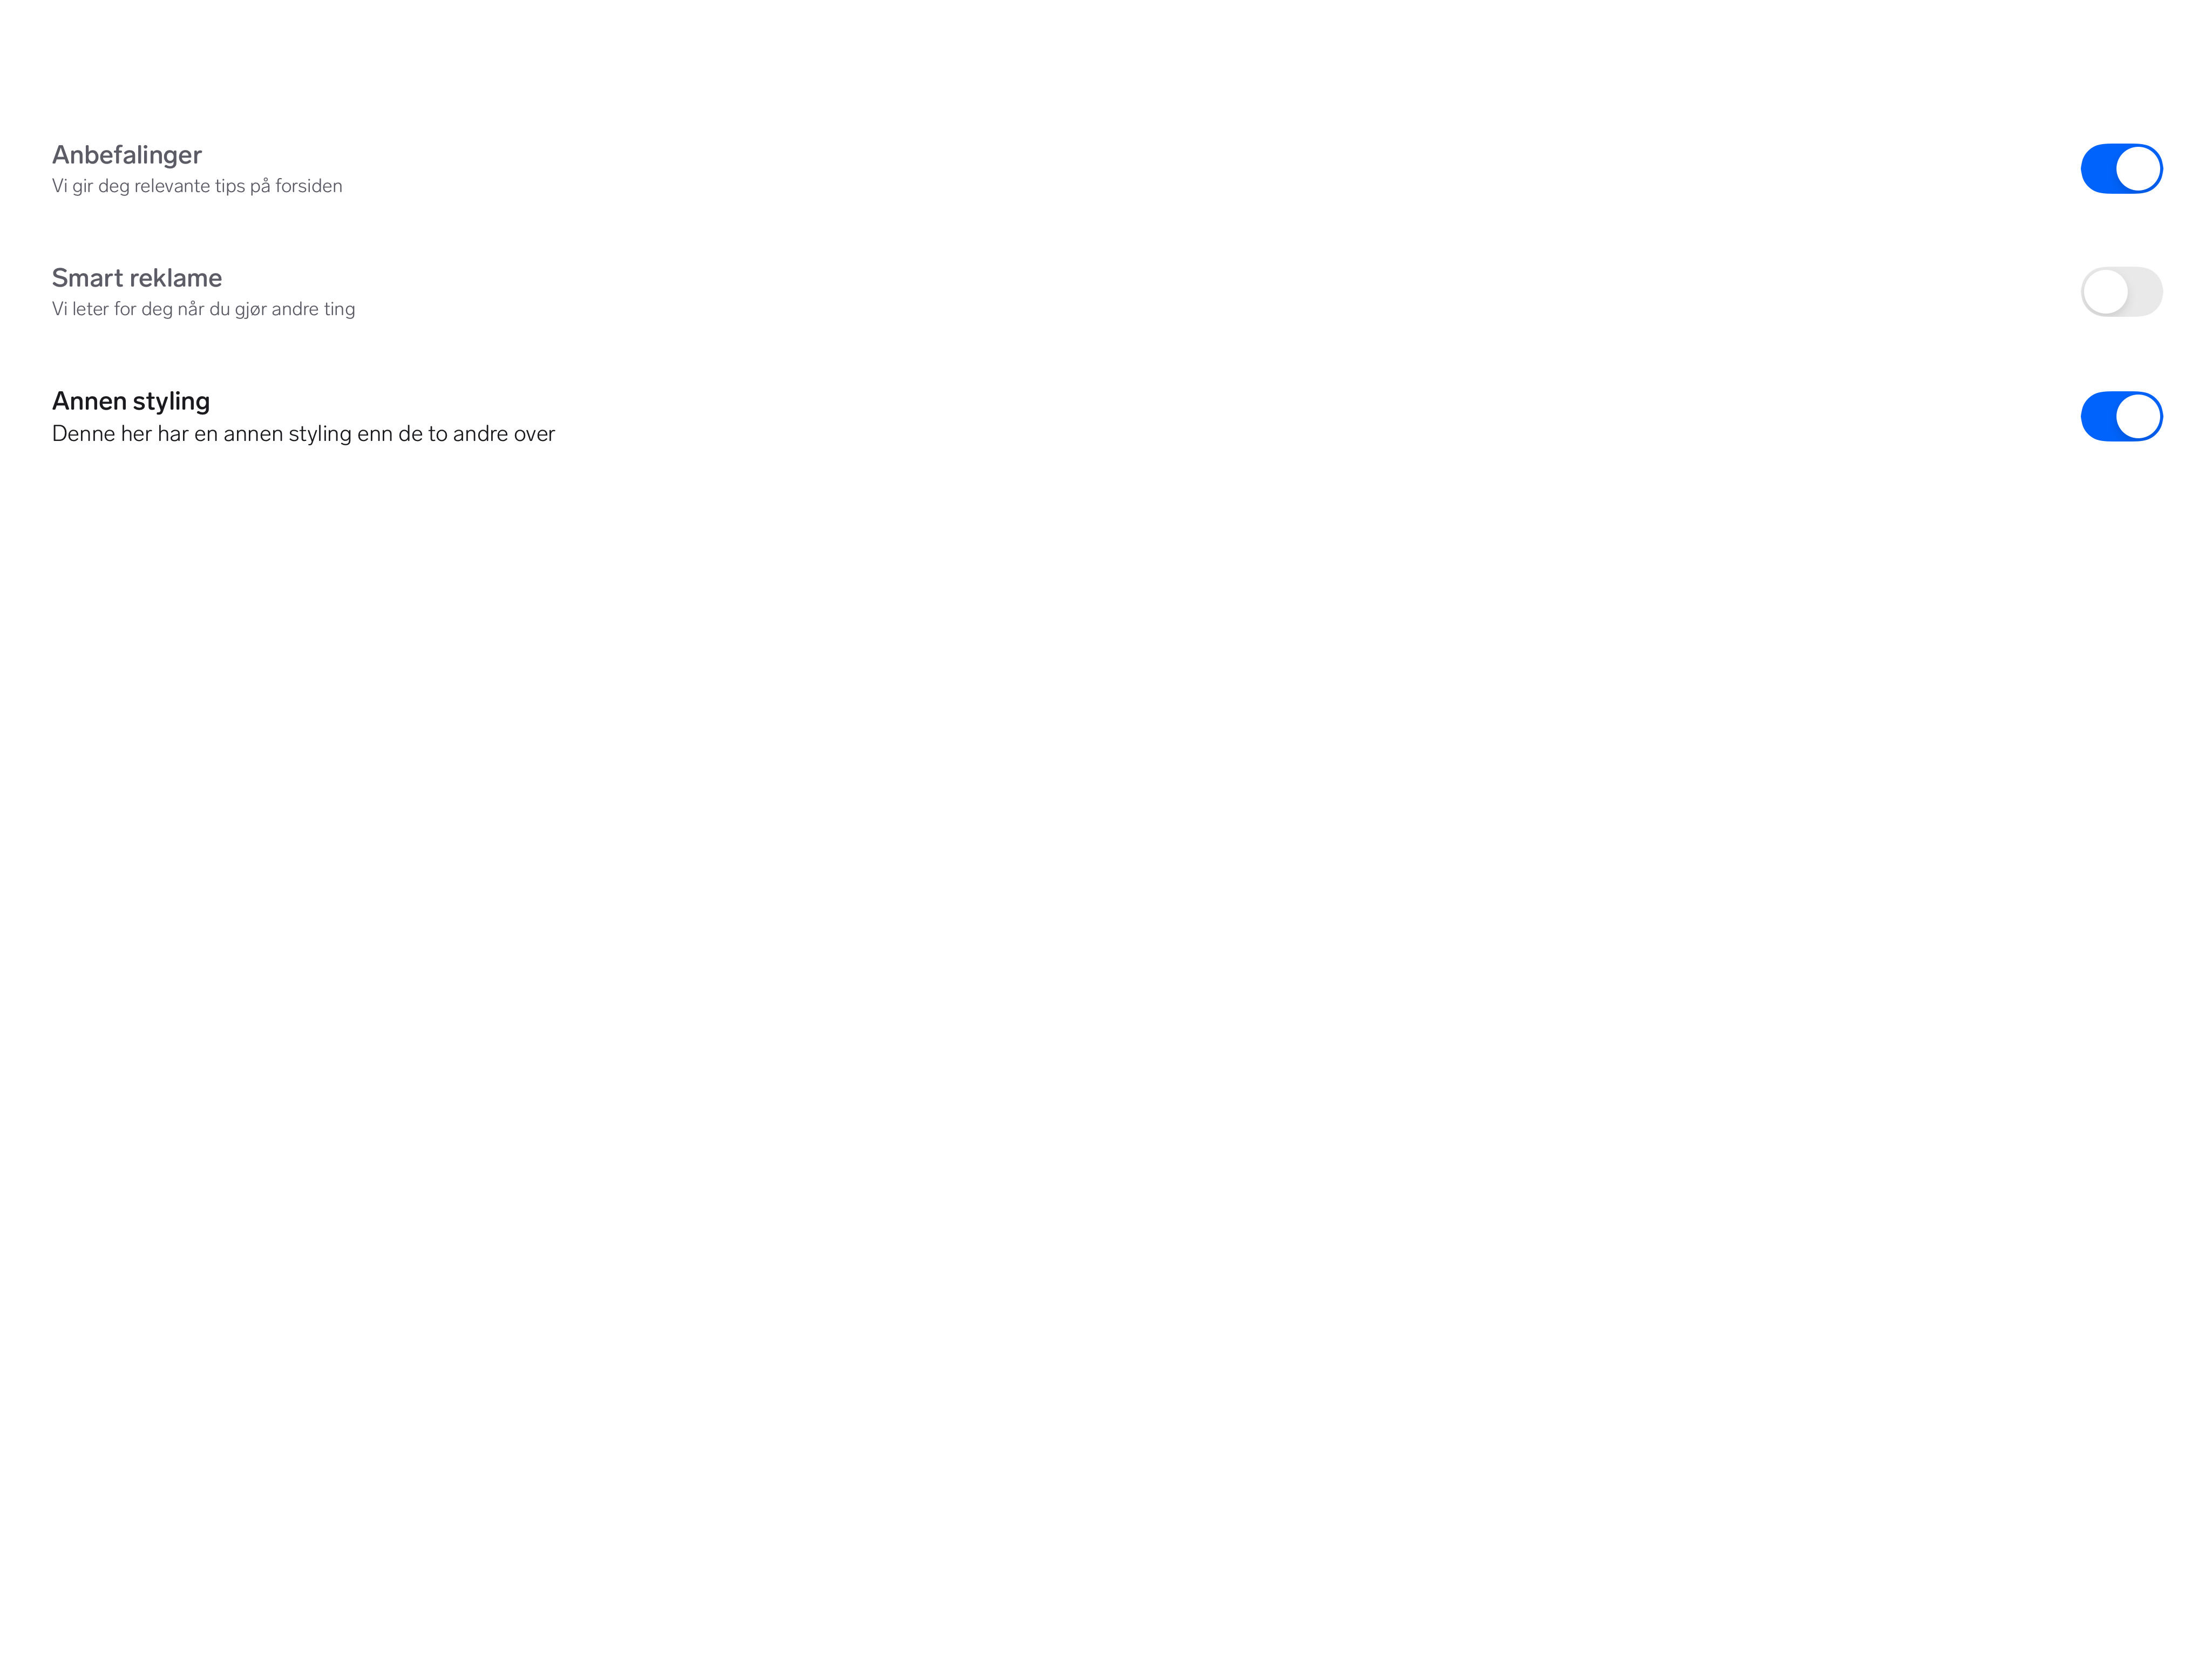 Anbefalinger
Vi gir deg relevante tips på forsiden
Smart reklame
Vi leter for deg når du gjør andre ting
Annen styling
Denne her har en annen styling enn de to andre over